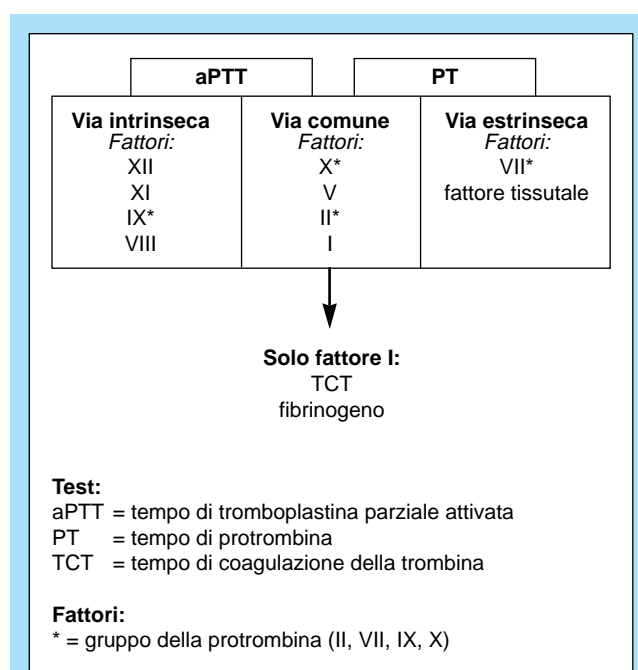 aPTT PT
Via intrinseca Via comune Via estrinseca
Fattori: Fattori: Fattori:
XII X* VII*
XI V fattore tissutale
IX* II*
VIII I
Solo fattore I:
TCT
fibrinogeno
Test:
aPTT = tempo di tromboplastina parziale attivata
PT = tempo di protrombina
TCT = tempo di coagulazione della trombina
Fattori:
* = gruppo della protrombina (II, VII, IX, X)